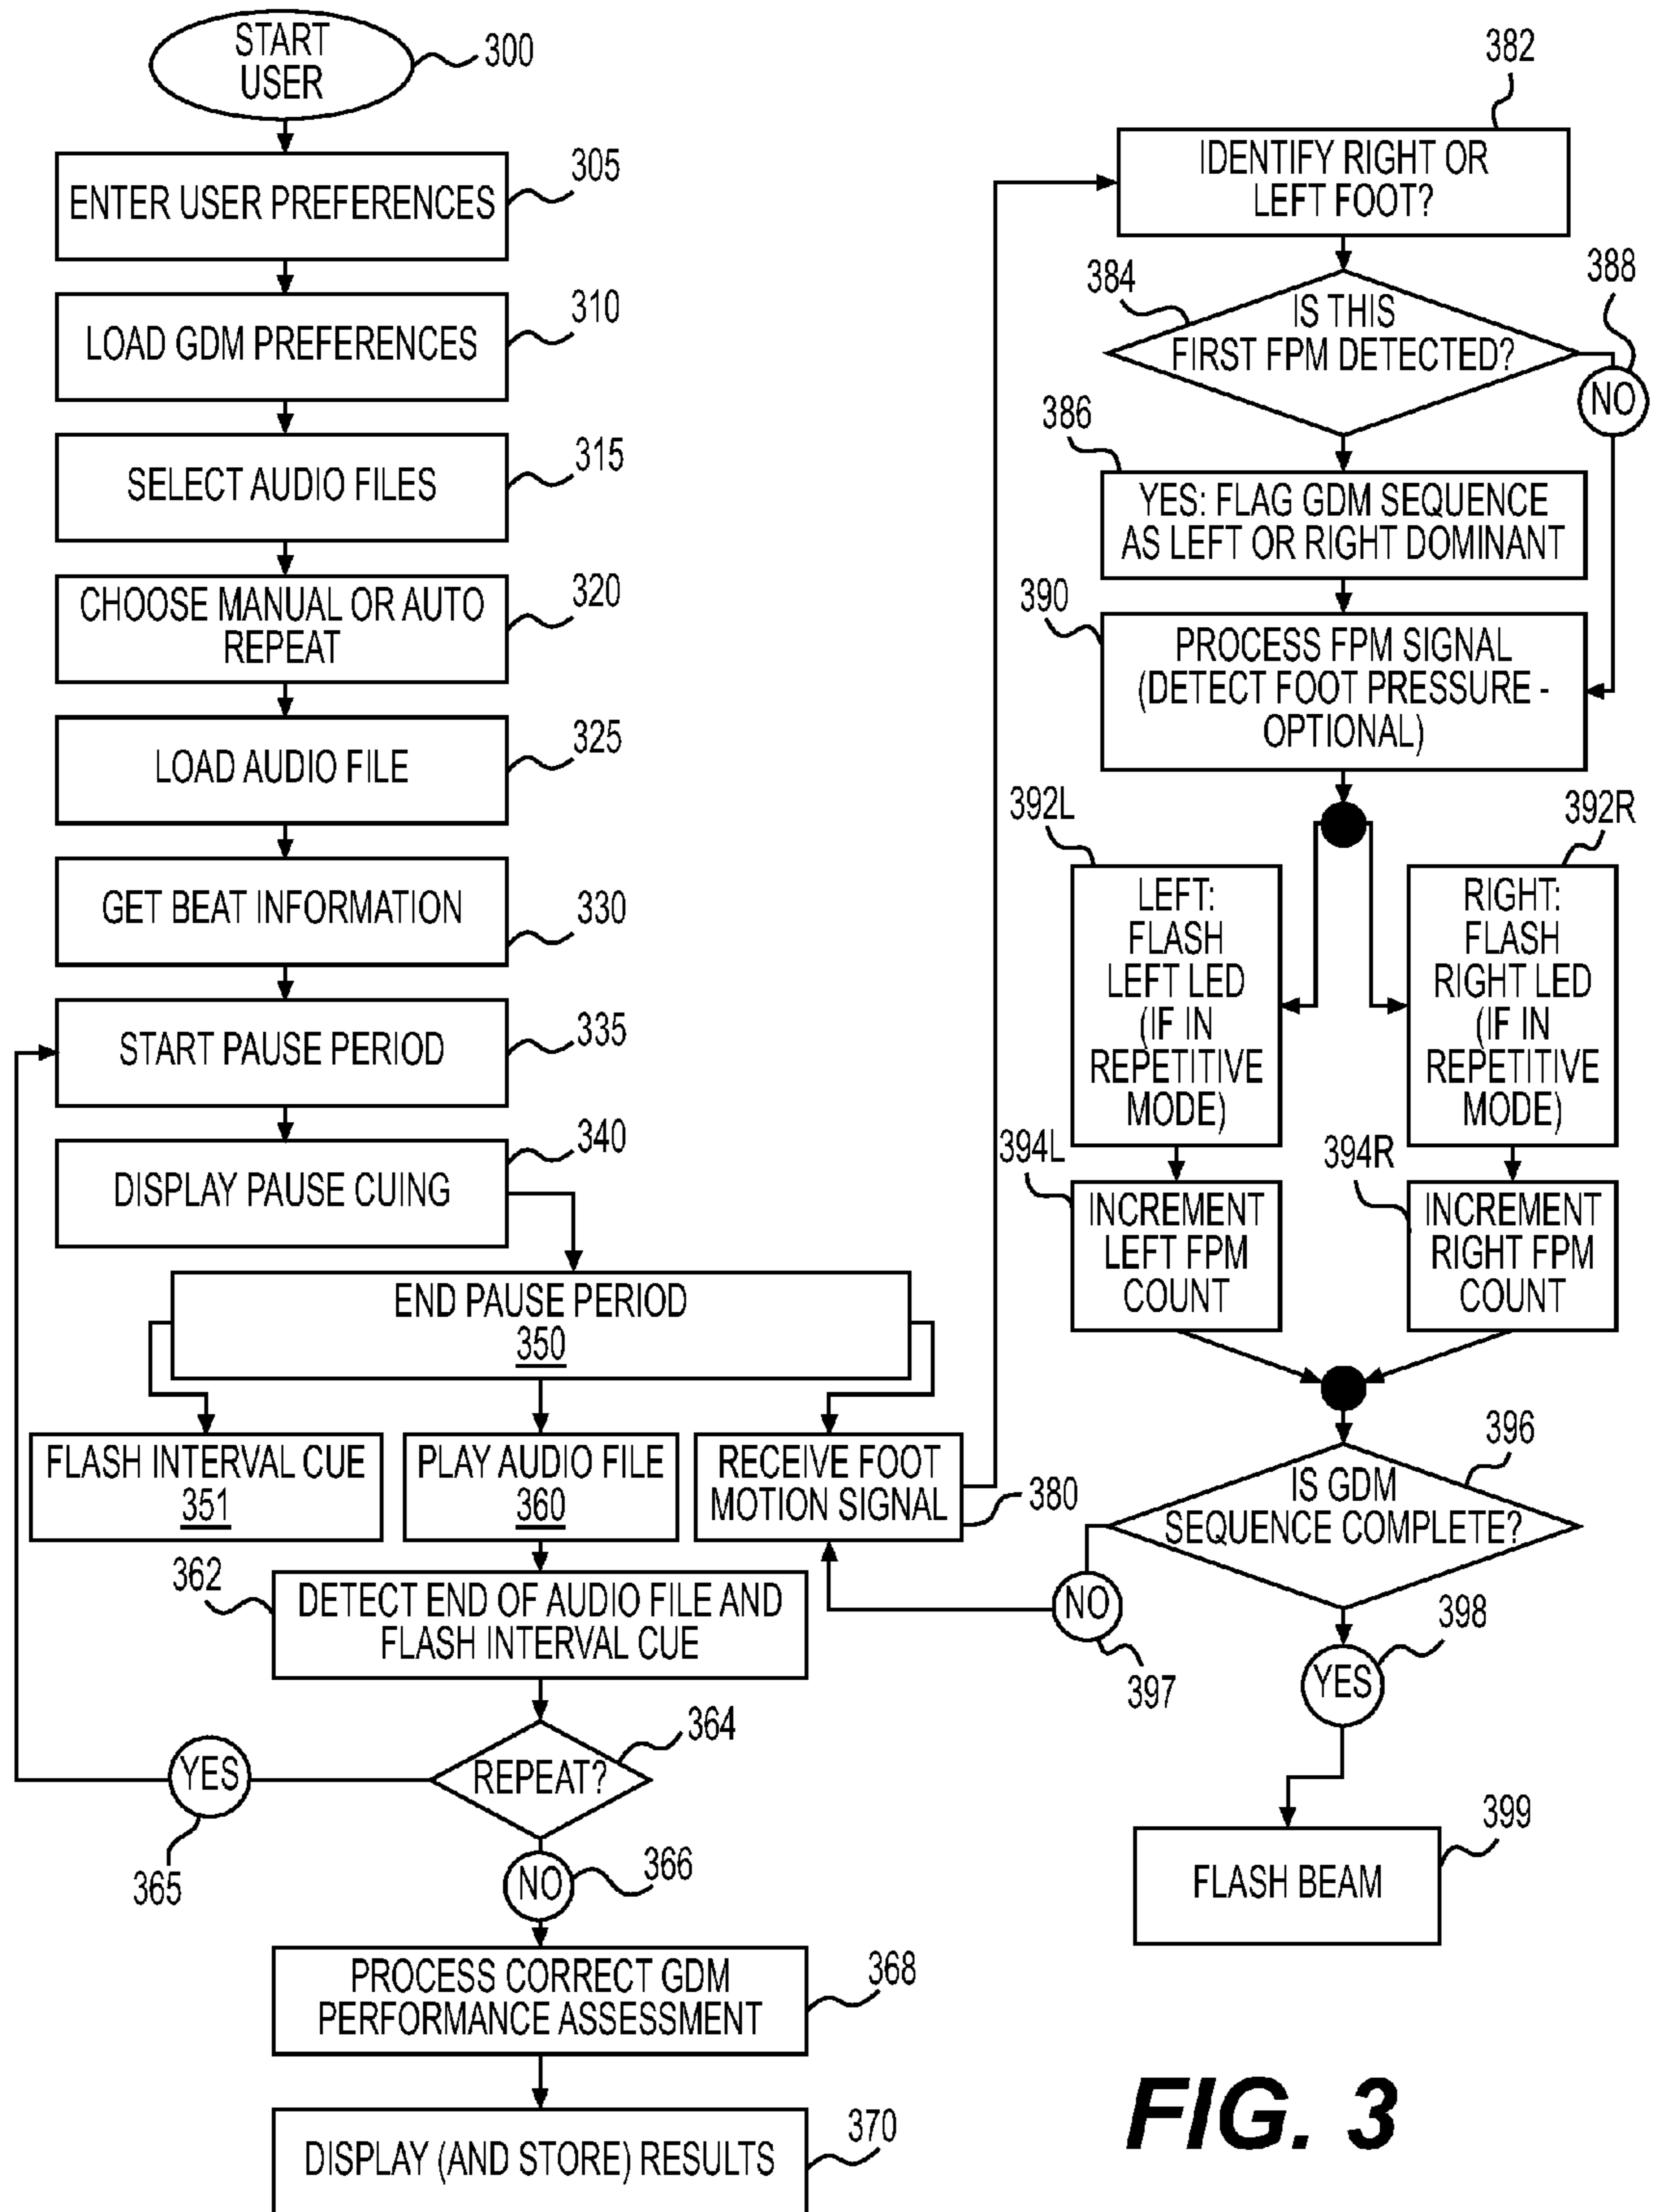 START
USER
300
ENTER USER PREFERENCES
305
LOAD GDM PREFERENCES
310
SELECT AUDIO FILES
315
CHOOSE MANUAL OR AUTO
REPEAT
320
LOAD AUDIO FILE
325
GET BEAT INFORMATION
330
START PAUSE PERIOD
335
DISPLAY PAUSE CUING
340
END PAUSE PERIOD
350
FLASH INTERVAL CUE
351
PLAY AUDIO FILE
360
RECEIVE FOOT
MOTION SIGNAL
380
362
DETECT END OF AUDIO FILE AND
FLASH INTERVAL CUE
REPEAT?
364
YES
365
NO
366
PROCESS CORRECT GDM
PERFORMANCE ASSESSMENT
368
DISPLAY (AND STORE) RESULTS
370
382
IDENTIFY RIGHT OR
LEFT FOOT?
384
IS THIS
FIRST FPM DETECTED?
388
NO
386
YES: FLAG GDM SEQUENCE
AS LEFT OR RIGHT DOMINANT
390
PROCESS FPM SIGNAL
(DETECT FOOT PRESSURE -
OPTIONAL)
392L
LEFT:
FLASH
LEFT LED
(IF IN
REPETITIVE
MODE)
392R
RIGHT:
FLASH
RIGHT LED
(IF IN
REPETITIVE
MODE)
394L
INCREMENT
LEFT FPM
COUNT
394R
INCREMENT
RIGHT FPM
COUNT
396
IS GDM
SEQUENCE COMPLETE?
NO
397
YES
398
FLASH BEAM
399
FIG. 3